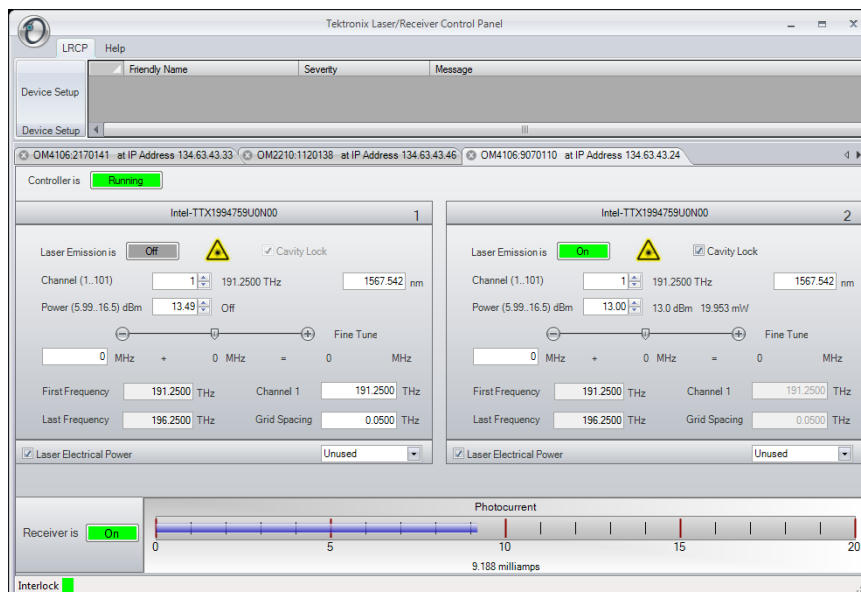 Tektronix Laser/Receiver Control Panel
LRCP Help
Friendly Name Severity Message
Device Setup
Device Setup
OM4106:2170141 at IP Address 134.63.43.33 OM2210:1120138 at IP Address 134.63.43.46 OM4106:9070110 at IP Address 134.63.43.24
Controller is Running
Intel-TTX1994759U0N00 1
Laser Emission is Off Cavity Lock
Channel (1..101) 1 191.2500 THz 1567.542 nm
Power (5.99..16.5) dBm 13.49 Off
Fine Tune
0 MHz + 0 MHz = 0 MHz
First Frequency 191.2500 THz Channel 1 191.2500 THz
Last Frequency 196.2500 THz Grid Spacing 0.0500 THz
Laser Electrical Power Unused
Intel-TTX1994759U0N00 2
Laser Emission is On Cavity Lock
Channel (1..101) 1 191.2500 THz 1567.542 nm
Power (5.99..16.5) dBm 13.00 13.0 dBm 19.953 mW
Fine Tune
0 MHz + 0 MHz = 0 MHz
First Frequency 191.2500 THz Channel 1 191.2500 THz
Last Frequency 196.2500 THz Grid Spacing 0.0500 THz
Laser Electrical Power Unused
Photocurrent
Receiver is On
0 5 10 15 20
9.188 milliamps
Interlock